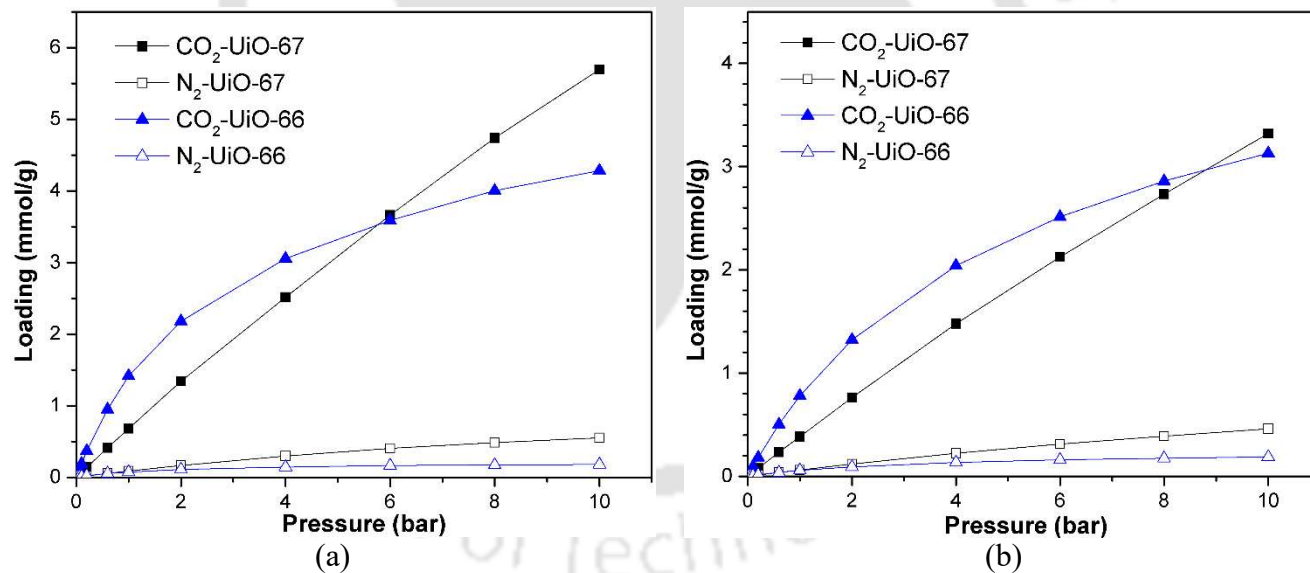 CO₂-UiO-67
N₂-UiO-67
CO₂-UiO-66
N₂-UiO-66
6
5
4
3
2
1
0
Loading (mmol/g)
0 2 4 6 8 10
Pressure (bar)
(a)
CO₂-UiO-67
N₂-UiO-67
CO₂-UiO-66
N₂-UiO-66
4
3
2
1
0
Loading (mmol/g)
0 2 4 6 8 10
Pressure (bar)
(b)
of Techn